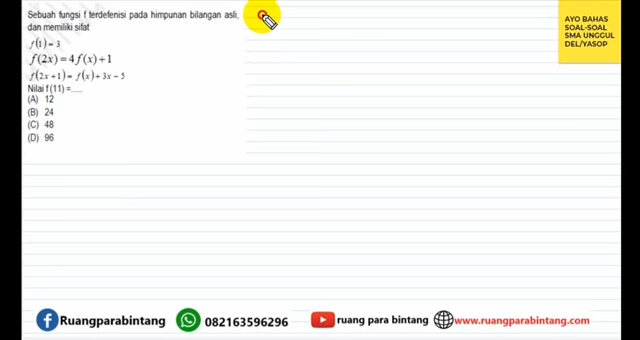 Sebuah fungsi f terdefenisi pada himpunan bilangan asli,
dan memiliki sifat
f(1) = 3
f(2x) = 4f(x) + 1
f(2x + 1) = f(x) + 3x − 5
Nilai f (11) =.....
(A) 12
(B) 24
(C) 48
(D) 96
AYO BAHAS
SOAL-SOAL
SMA UNGGUL
DEL/YASOP
Ruangparabintang
082163596296
ruang para bintang
www.ruangparabintang.com